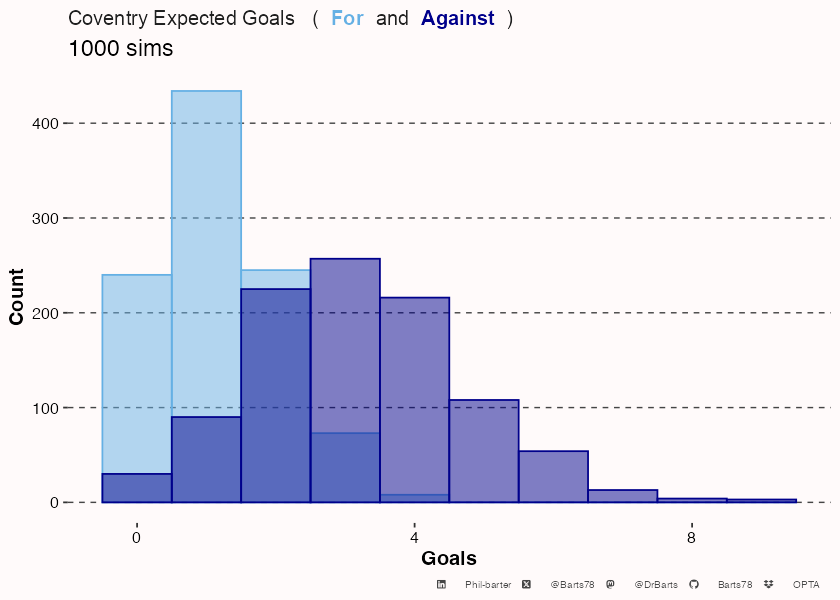 Coventry Expected Goals ( For and Against )
1000 sims
400
300
200
100
0
Count
0 4 8
Goals
Phil-barter @Barts78 @DrBarts Barts78 OPTA